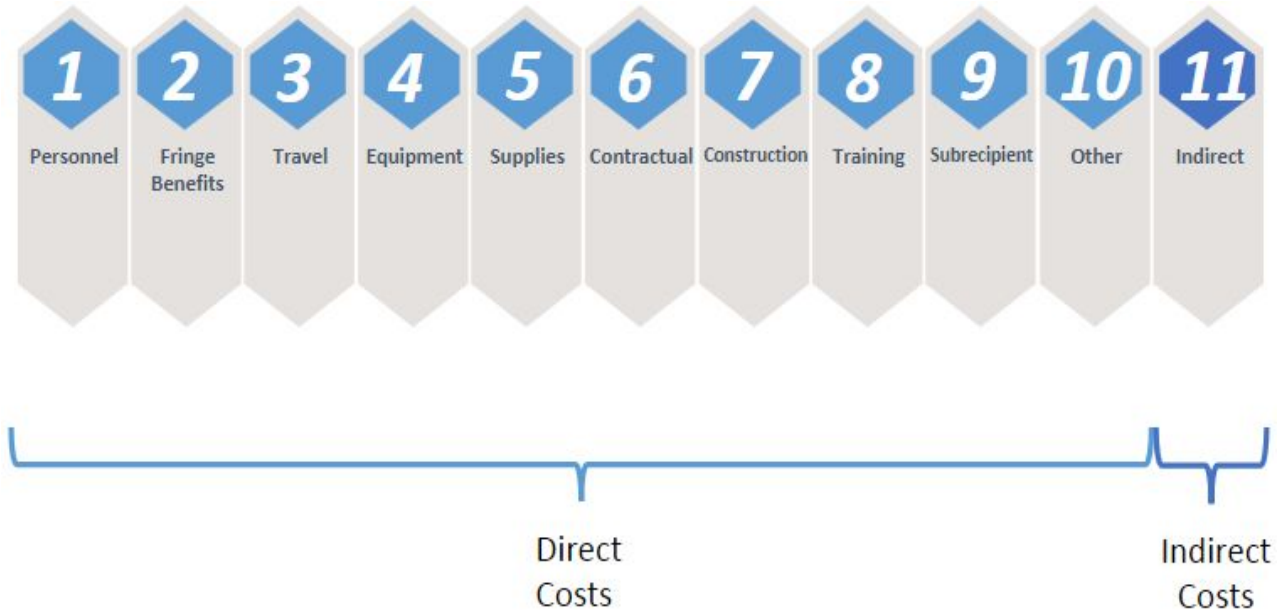 1 2 3 4 5 6 7 8 9 10 11
Personnel Fringe Travel Equipment Supplies Contractual Construction Training Subrecipient Other Indirect
Benefits
Direct Indirect
Costs Costs